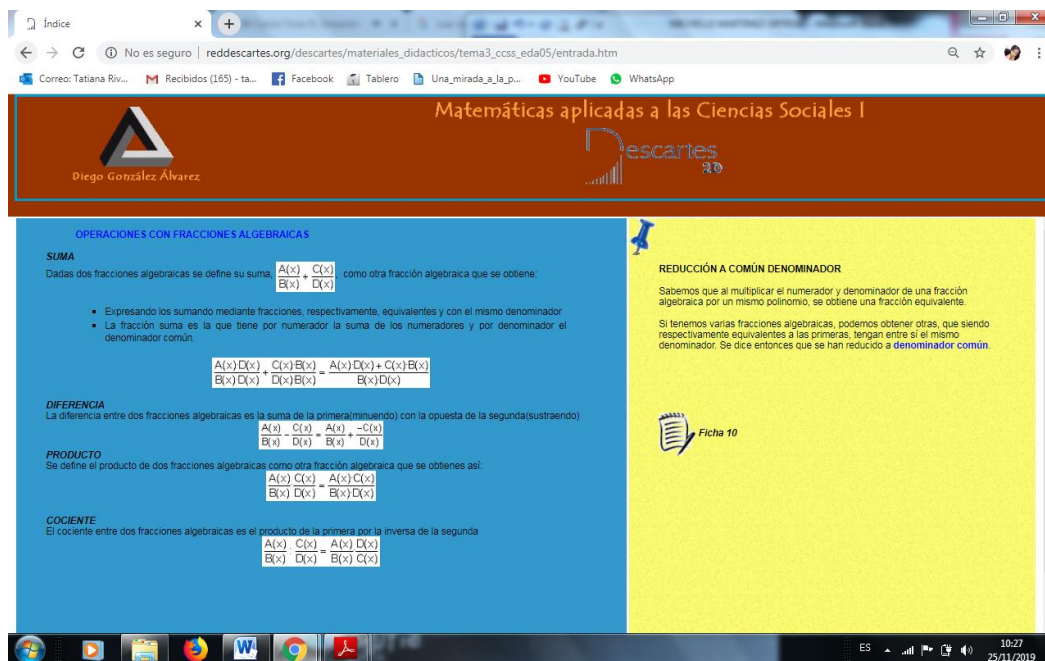 Índice
No es seguro | reddescartes.org/descartes/materiales_didacticos/tema3_ccss_eda05/entrada.htm
Correo: Tatiana Riv... Recibidos (165) - ta... Facebook Tablero Una_mirada_a_la_p... YouTube WhatsApp
Matemáticas aplicadas a las Ciencias Sociales I
Descartes
2D
Diego González Álvarez
OPERACIONES CON FRACCIONES ALGEBRAICAS
SUMA
Dadas dos fracciones algebraicas se define su suma, A(x)/B(x) + C(x)/D(x), como otra fracción algebraica que se obtiene:
▪ Expresando los sumando mediante fracciones, respectivamente, equivalentes y con el mismo denominador
▪ La fracción suma es la que tiene por numerador la suma de los numeradores y por denominador el
denominador común.
A(x)·D(x)/B(x)·D(x) + C(x)·B(x)/D(x)·B(x) = A(x)·D(x) + C(x)·B(x)/B(x)·D(x)
DIFERENCIA
La diferencia entre dos fracciones algebraicas es la suma de la primera(minuendo) con la opuesta de la segunda(sustraendo)
A(x)/B(x) - C(x)/D(x) = A(x)/B(x) + -C(x)/D(x)
PRODUCTO
Se define el producto de dos fracciones algebraicas como otra fracción algebraica que se obtienes así:
A(x)/B(x)·C(x)/D(x) = A(x)·C(x)/B(x)·D(x)
COCIENTE
El cociente entre dos fracciones algebraicas es el producto de la primera por la inversa de la segunda
A(x)/B(x) : C(x)/D(x) = A(x)/B(x)·D(x)/C(x)
REDUCCIÓN A COMÚN DENOMINADOR
Sabemos que al multiplicar el numerador y denominador de una fracción
algebraica por un mismo polinomio, se obtiene una fracción equivalente.
Si tenemos varias fracciones algebraicas, podemos obtener otras, que siendo
respectivamente equivalentes a las primeras, tengan entre sí el mismo
denominador. Se dice entonces que se han reducido a denominador común.
Ficha 10
ES
10:27
25/11/2019